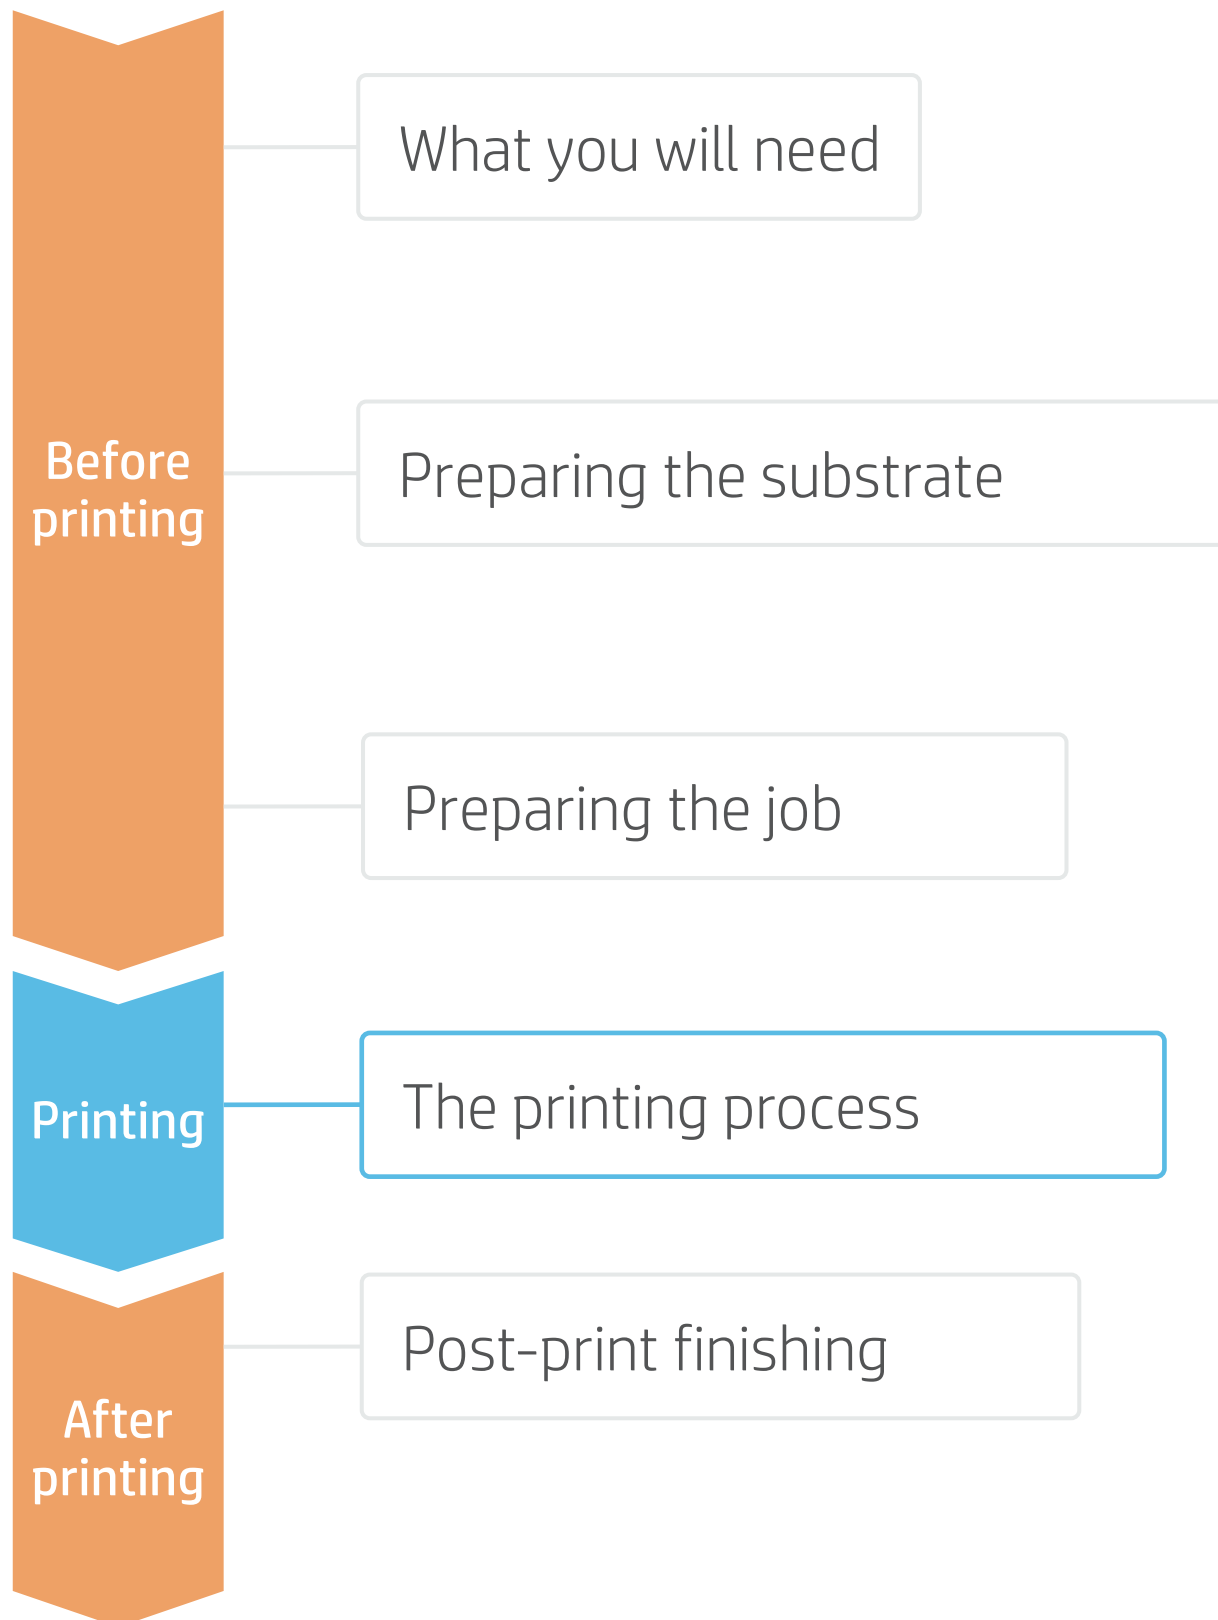 What you will need
Before
printing
Preparing the substrate
Preparing the job
Printing
The printing process
After
printing
Post-print finishing